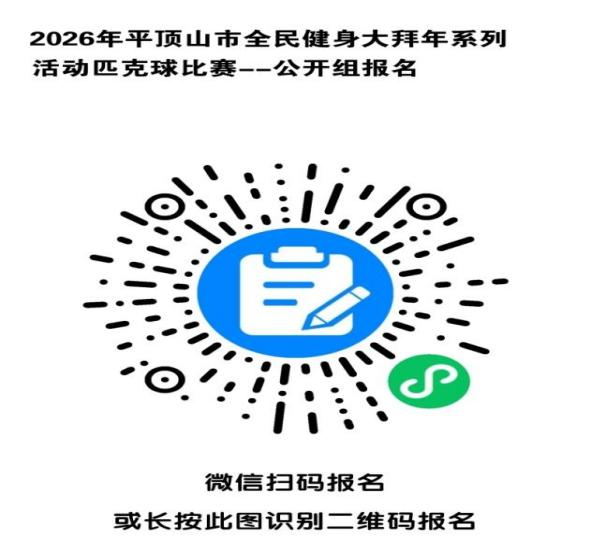 2026年平顶山市全民健身大拜年系列
活动匹克球比赛--公开组报名
微信扫码报名
或长按此图识别二维码报名